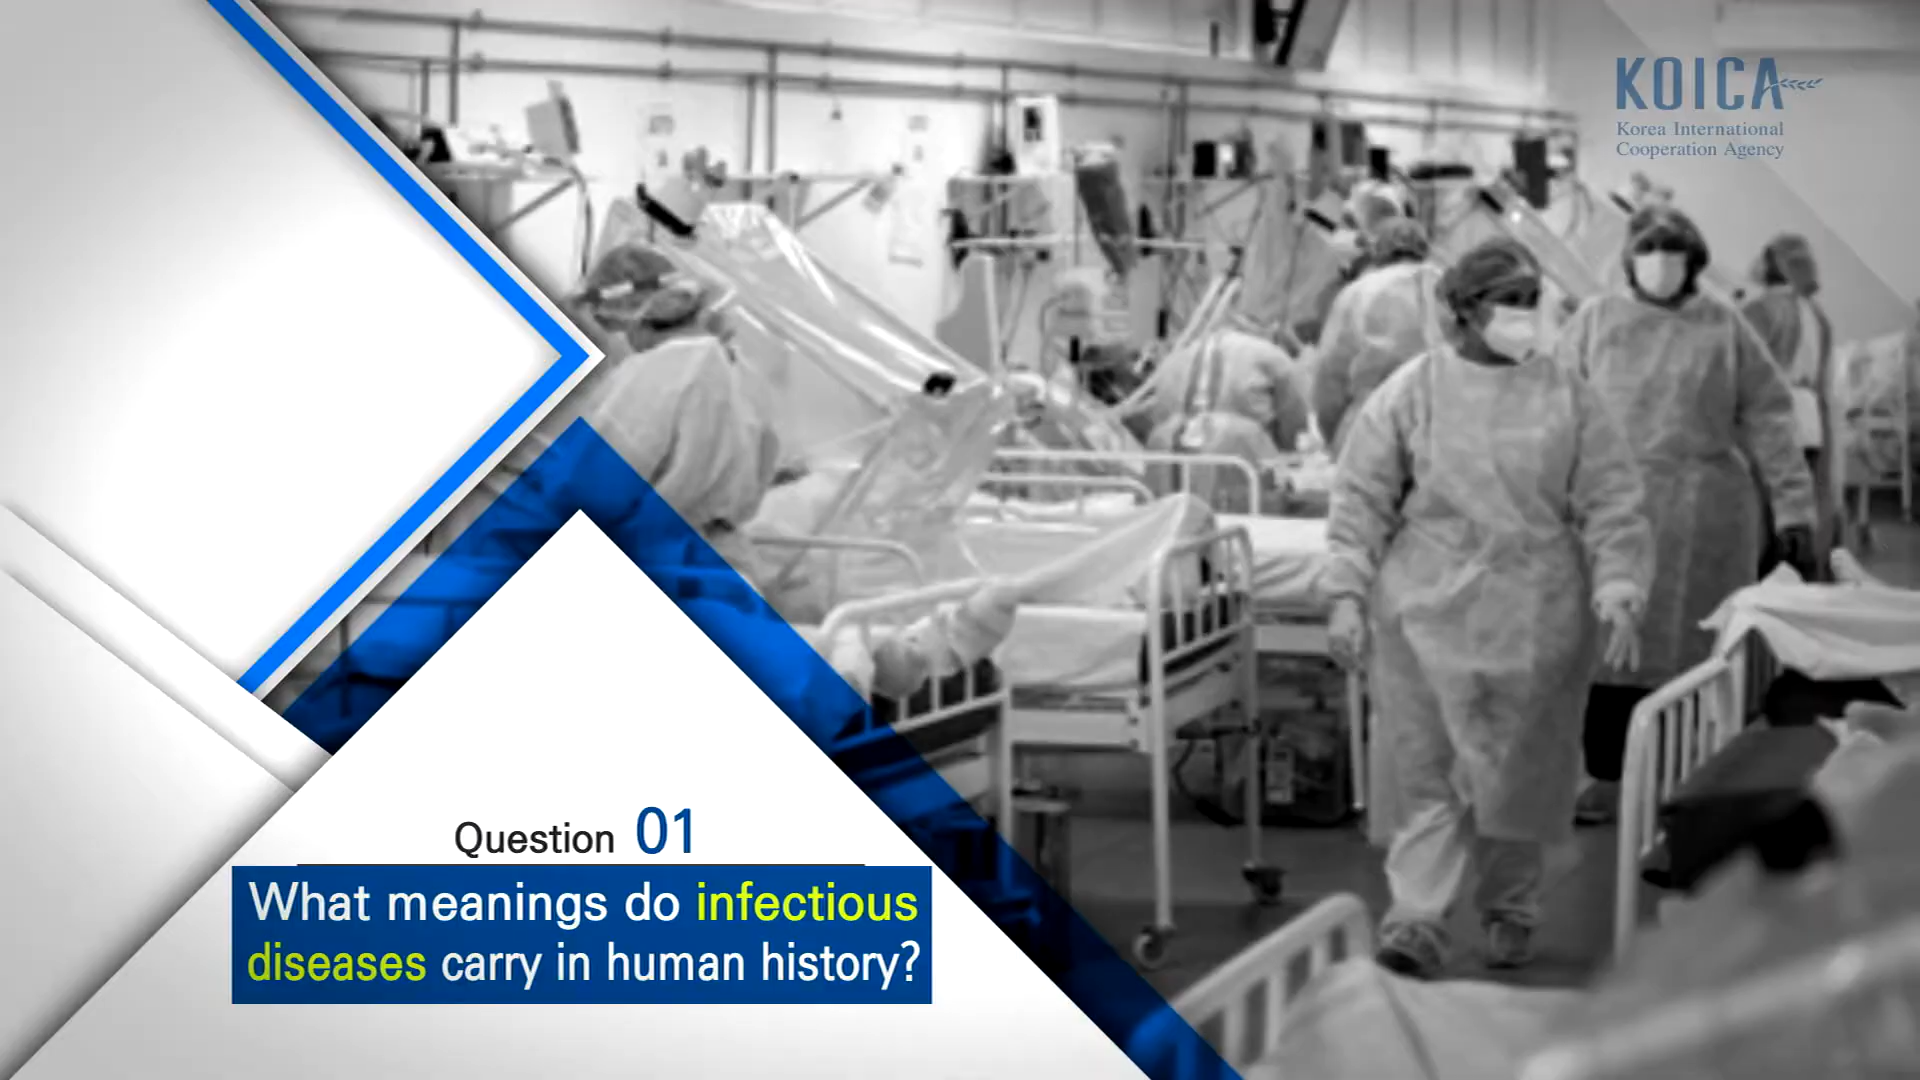 KOICA
Korea International
Cooperation Agency
Question 01
What meanings do infectious
diseases carry in human history?